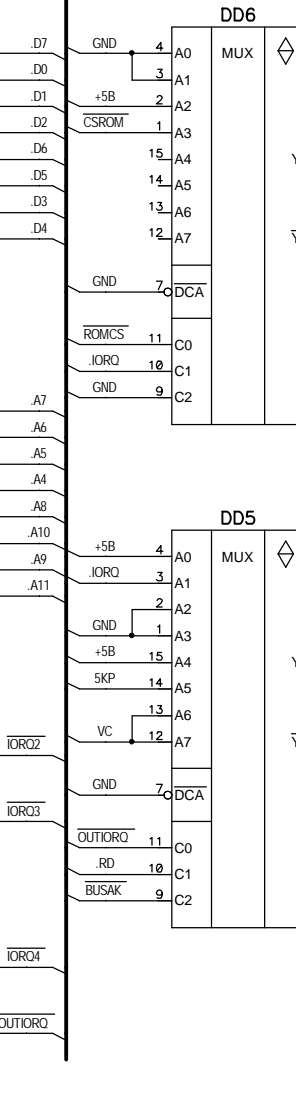 DD6
.D7 GND 4 A0 MUX
.D0 3 A1
.D1 +5B 2 A2
.D2 CSROM 1 A3
.D6 15 A4
.D5 14 A5
.D3 13 A6
.D4 12 A7
GND 7 DCA
ROMCS 11 C0
.IORQ 10 C1
GND 9 C2
.A7
.A6
.A5
.A4
.A8
DD5
.A10 +5B 4 A0 MUX
.A9 .IORQ 3 A1
.A11 2 A2
GND 1 A3
+5B 15 A4
5KP 14 A5
13 A6
IORQ2 VC 12 A7
GND 7 DCA
IORQ3
OUTIORQ 11 C0
.RD 10 C1
BUSAK 9 C2
IORQ4
OUTIORQ